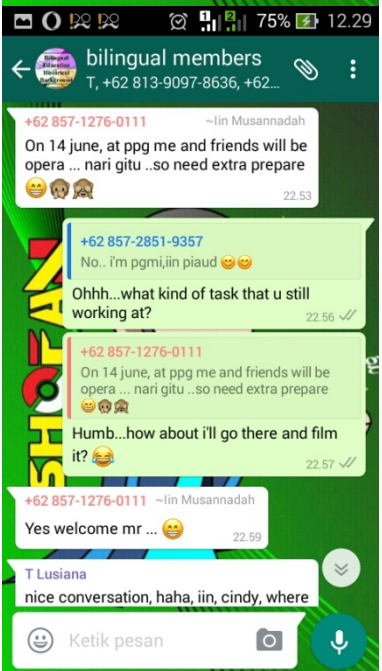 75% 12.29
bilingual members
T, +62 813-9097-8636, +62...
+62 857-1276-0111 ~Iin Musannadah
On 14 june, at ppg me and friends will be
opera ... nari gitu ..so need extra prepare
22.53
+62 857-2851-9357
No.. i'm pgmi,iin piaud
Ohhh...what kind of task that u still
working at?
22.56
+62 857-1276-0111
On 14 june, at ppg me and friends will be
opera ... nari gitu ..so need extra prepare
Humb...how about i'll go there and film
it?
22.57
+62 857-1276-0111 ~Iin Musannadah
Yes welcome mr ...
22.59
T Lusiana
nice conversation, haha, iin, cindy, where
Ketik pesan